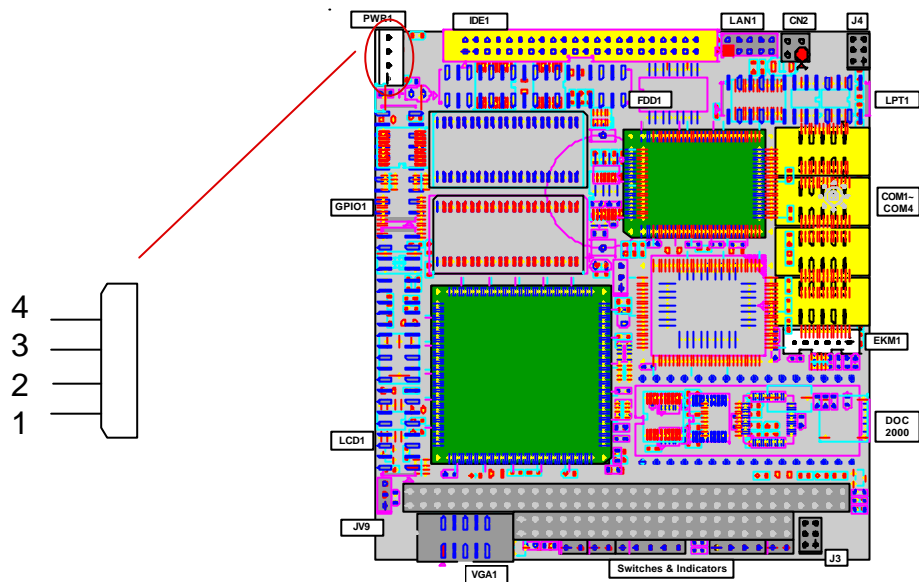 PWR1
IDE1
LAN1
CN2
J4
FDD1
LPT1
GPIO1
COM1~
COM4
4
3
2
1
EKM1
LCD1
DOC
2000
JV9
VGA1
Switches & Indicators
J3